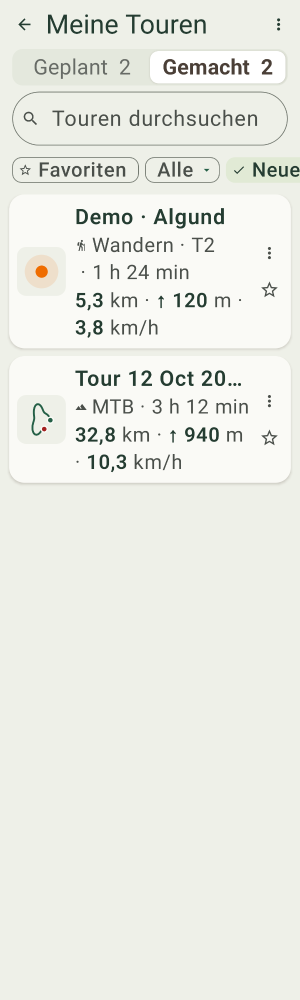 Meine Touren
Geplant 2
Gemacht 2
Touren durchsuchen
Favoriten
Alle
Neue
Demo · Algund
Wandern · T2
· 1 h 24 min
5,3 km · ↑ 120 m ·
3,8 km/h
Tour 12 Oct 20…
MTB · 3 h 12 min
32,8 km · ↑ 940 m
· 10,3 km/h